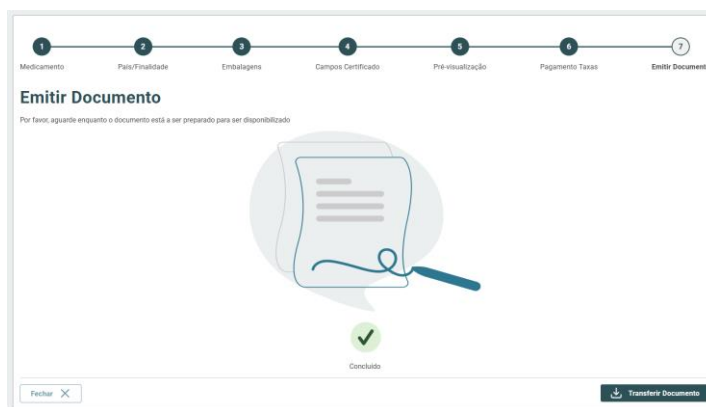 1 2 3 4 5 6 7
Medicamento País/Finalidade Embalagens Campos Certificado Pré-visualização Pagamento Taxas Emitir Document
Emitir Documento
Por favor, aguarde enquanto o documento está a ser preparado para ser disponibilizado
Concluído
Fechar Transferir Documento